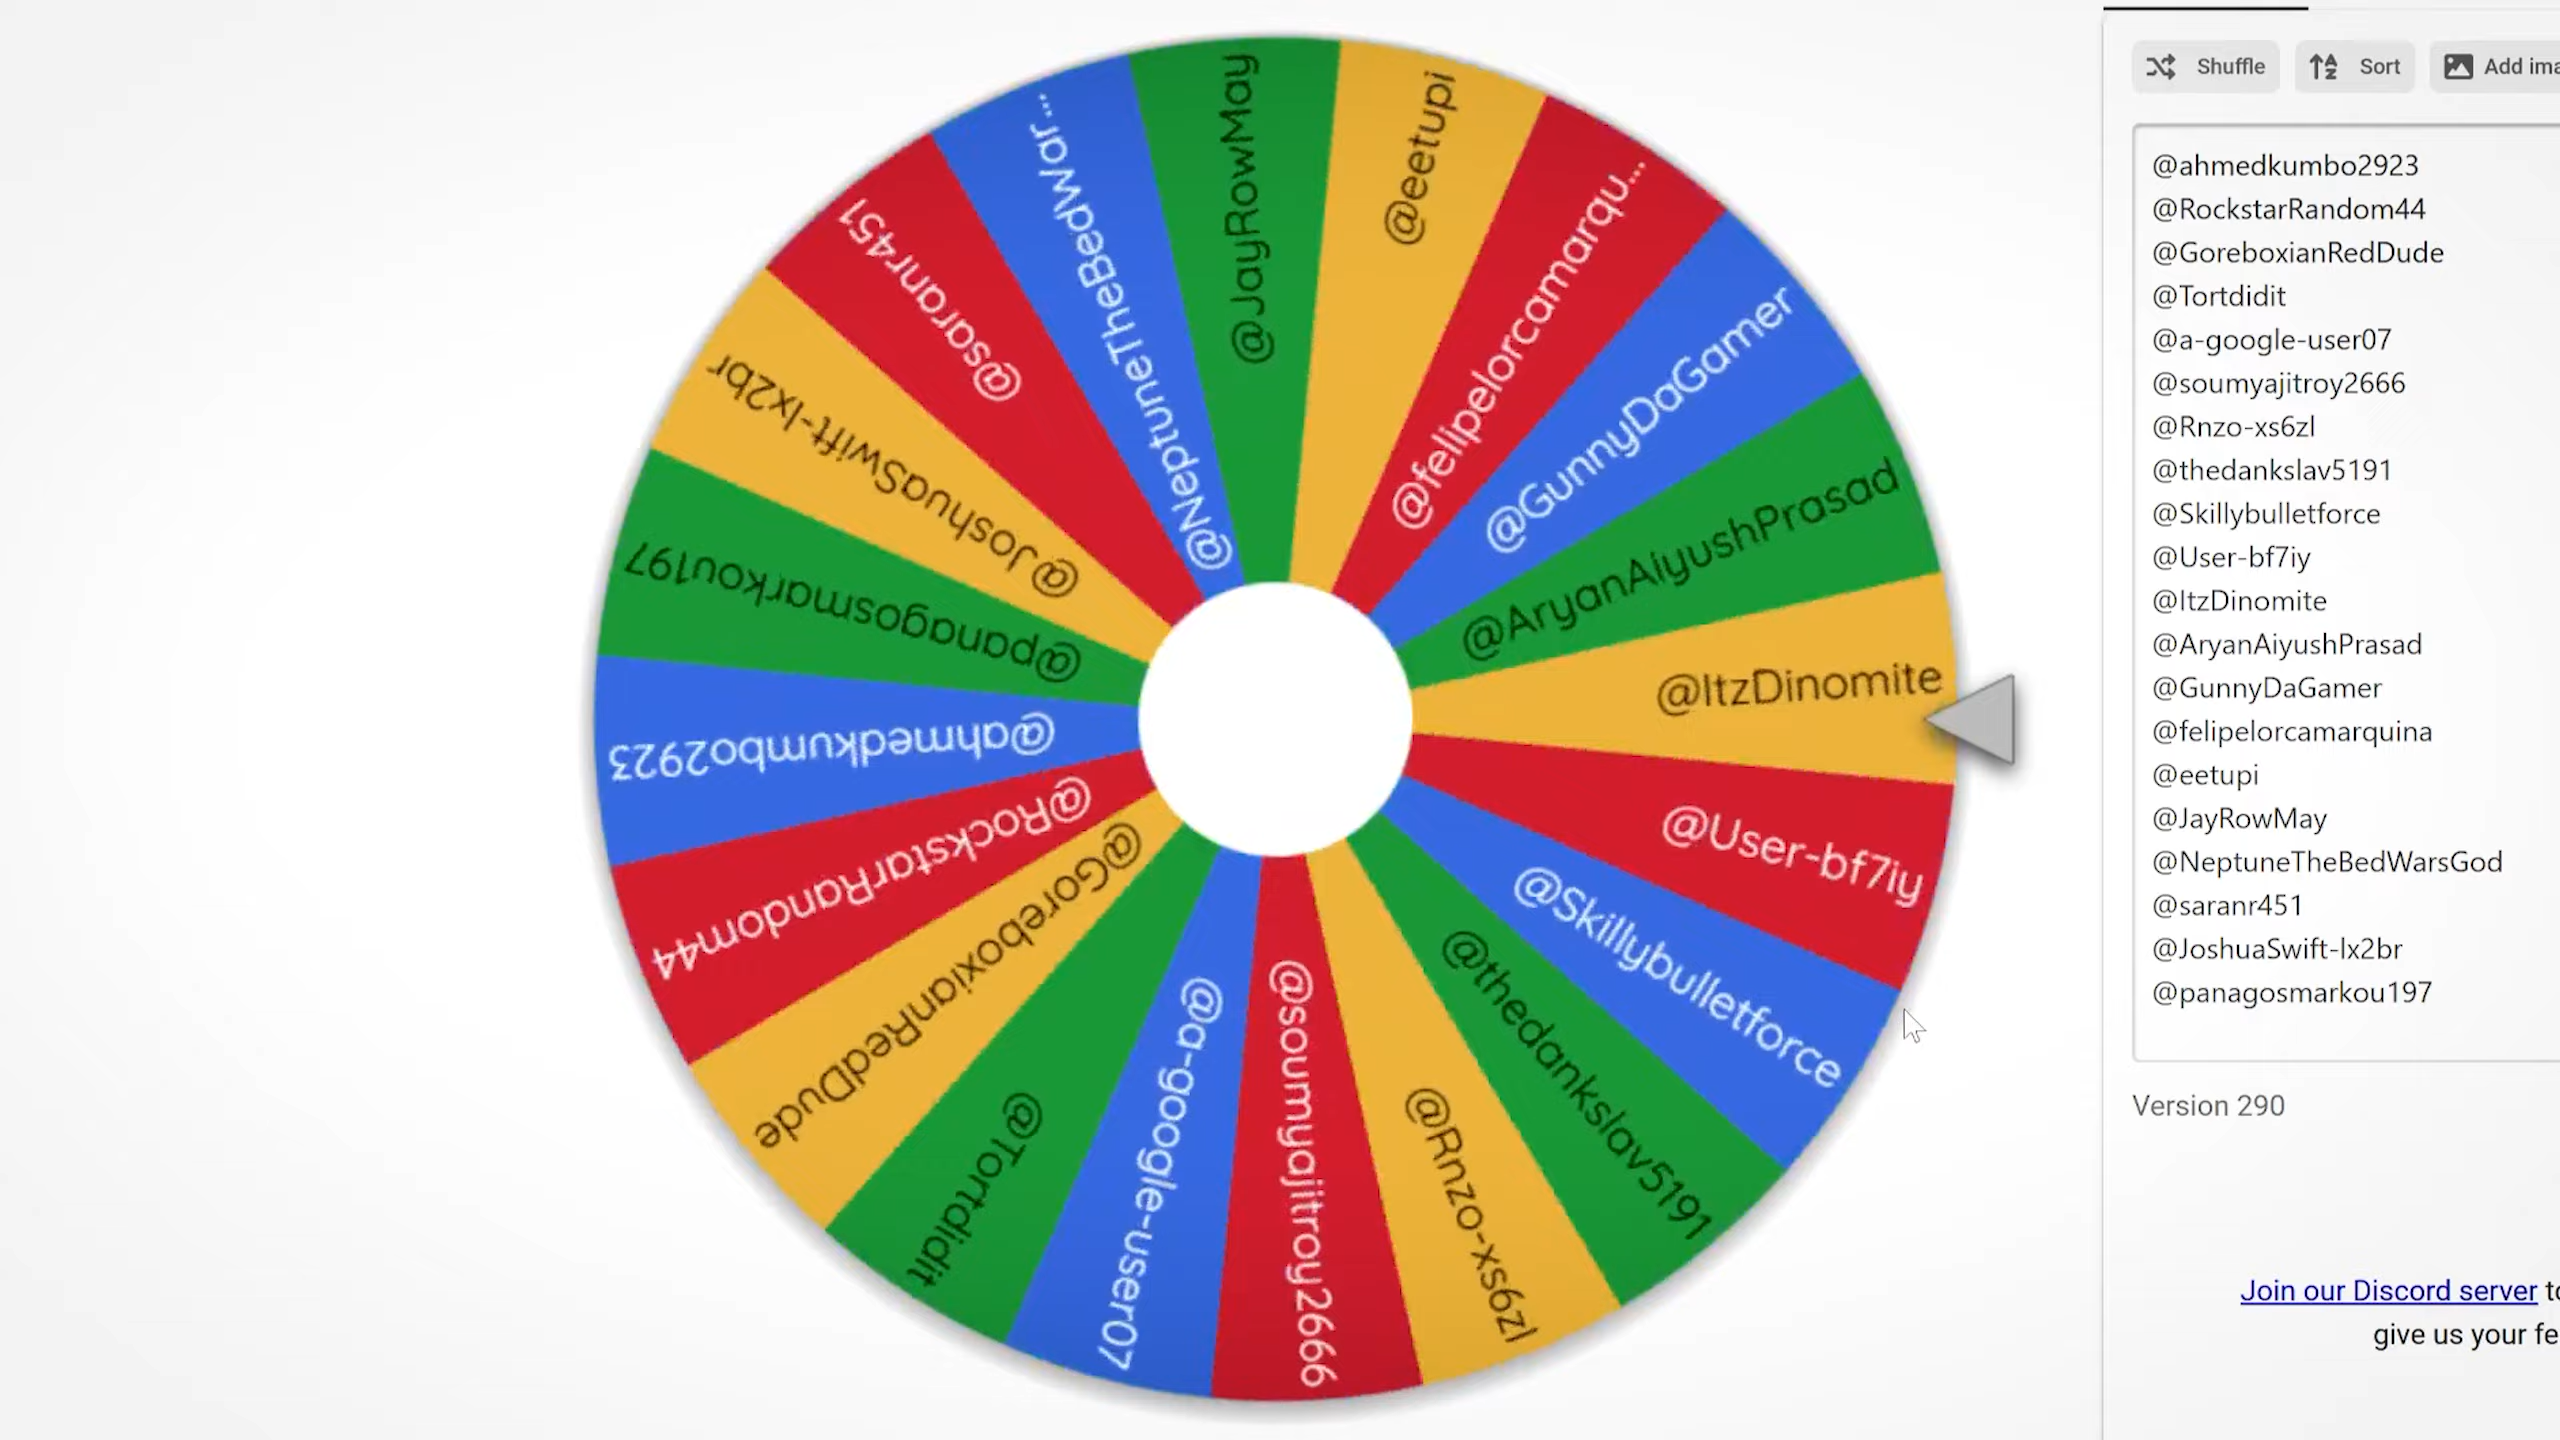 @JayRowMay
@eetupi
@felipelorcamarqu...
@GunnyDaGamer
@AryanAiyushPrasad
@ItzDinomite
@User-bf7iy
@Skillybulletforce
@thedankslav5191
@Rnzo-xs6zl
@soumyajitroy2666
@a-google-user07
@Tortdidit
@GoreboxianRedDude
@RockstarRandom44
@ahmedkumbo2923
@panagosmarkou197
@JoshuaSwift-lx2br
@saranr451
@NeptuneTheBedWar...
Shuffle Sort Add ima
@ahmedkumbo2923
@RockstarRandom44
@GoreboxianRedDude
@Tortdidit
@a-google-user07
@soumyajitroy2666
@Rnzo-xs6zl
@thedankslav5191
@Skillybulletforce
@User-bf7iy
@ItzDinomite
@AryanAiyushPrasad
@GunnyDaGamer
@felipelorcamarquina
@eetupi
@JayRowMay
@NeptuneTheBedWarsGod
@saranr451
@JoshuaSwift-lx2br
@panagosmarkou197
Version 290
Join our Discord server to
give us your fe